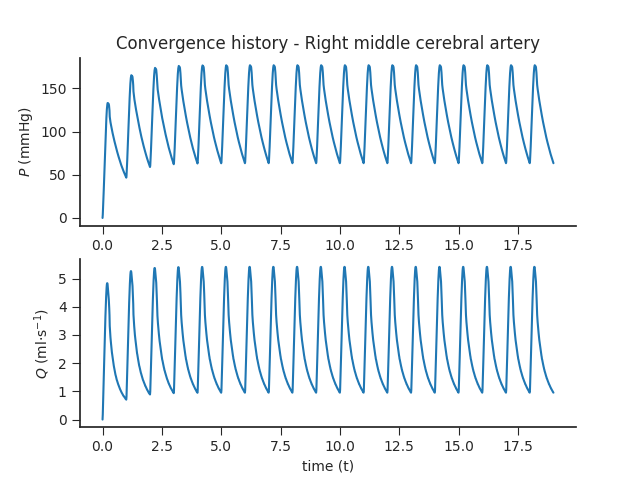 Convergence history - Right middle cerebral artery
P (mmHg)
150
100
50
0
0.0 2.5 5.0 7.5 10.0 12.5 15.0 17.5
Q (ml·s⁻¹)
5
4
3
2
1
0
0.0 2.5 5.0 7.5 10.0 12.5 15.0 17.5
time (t)